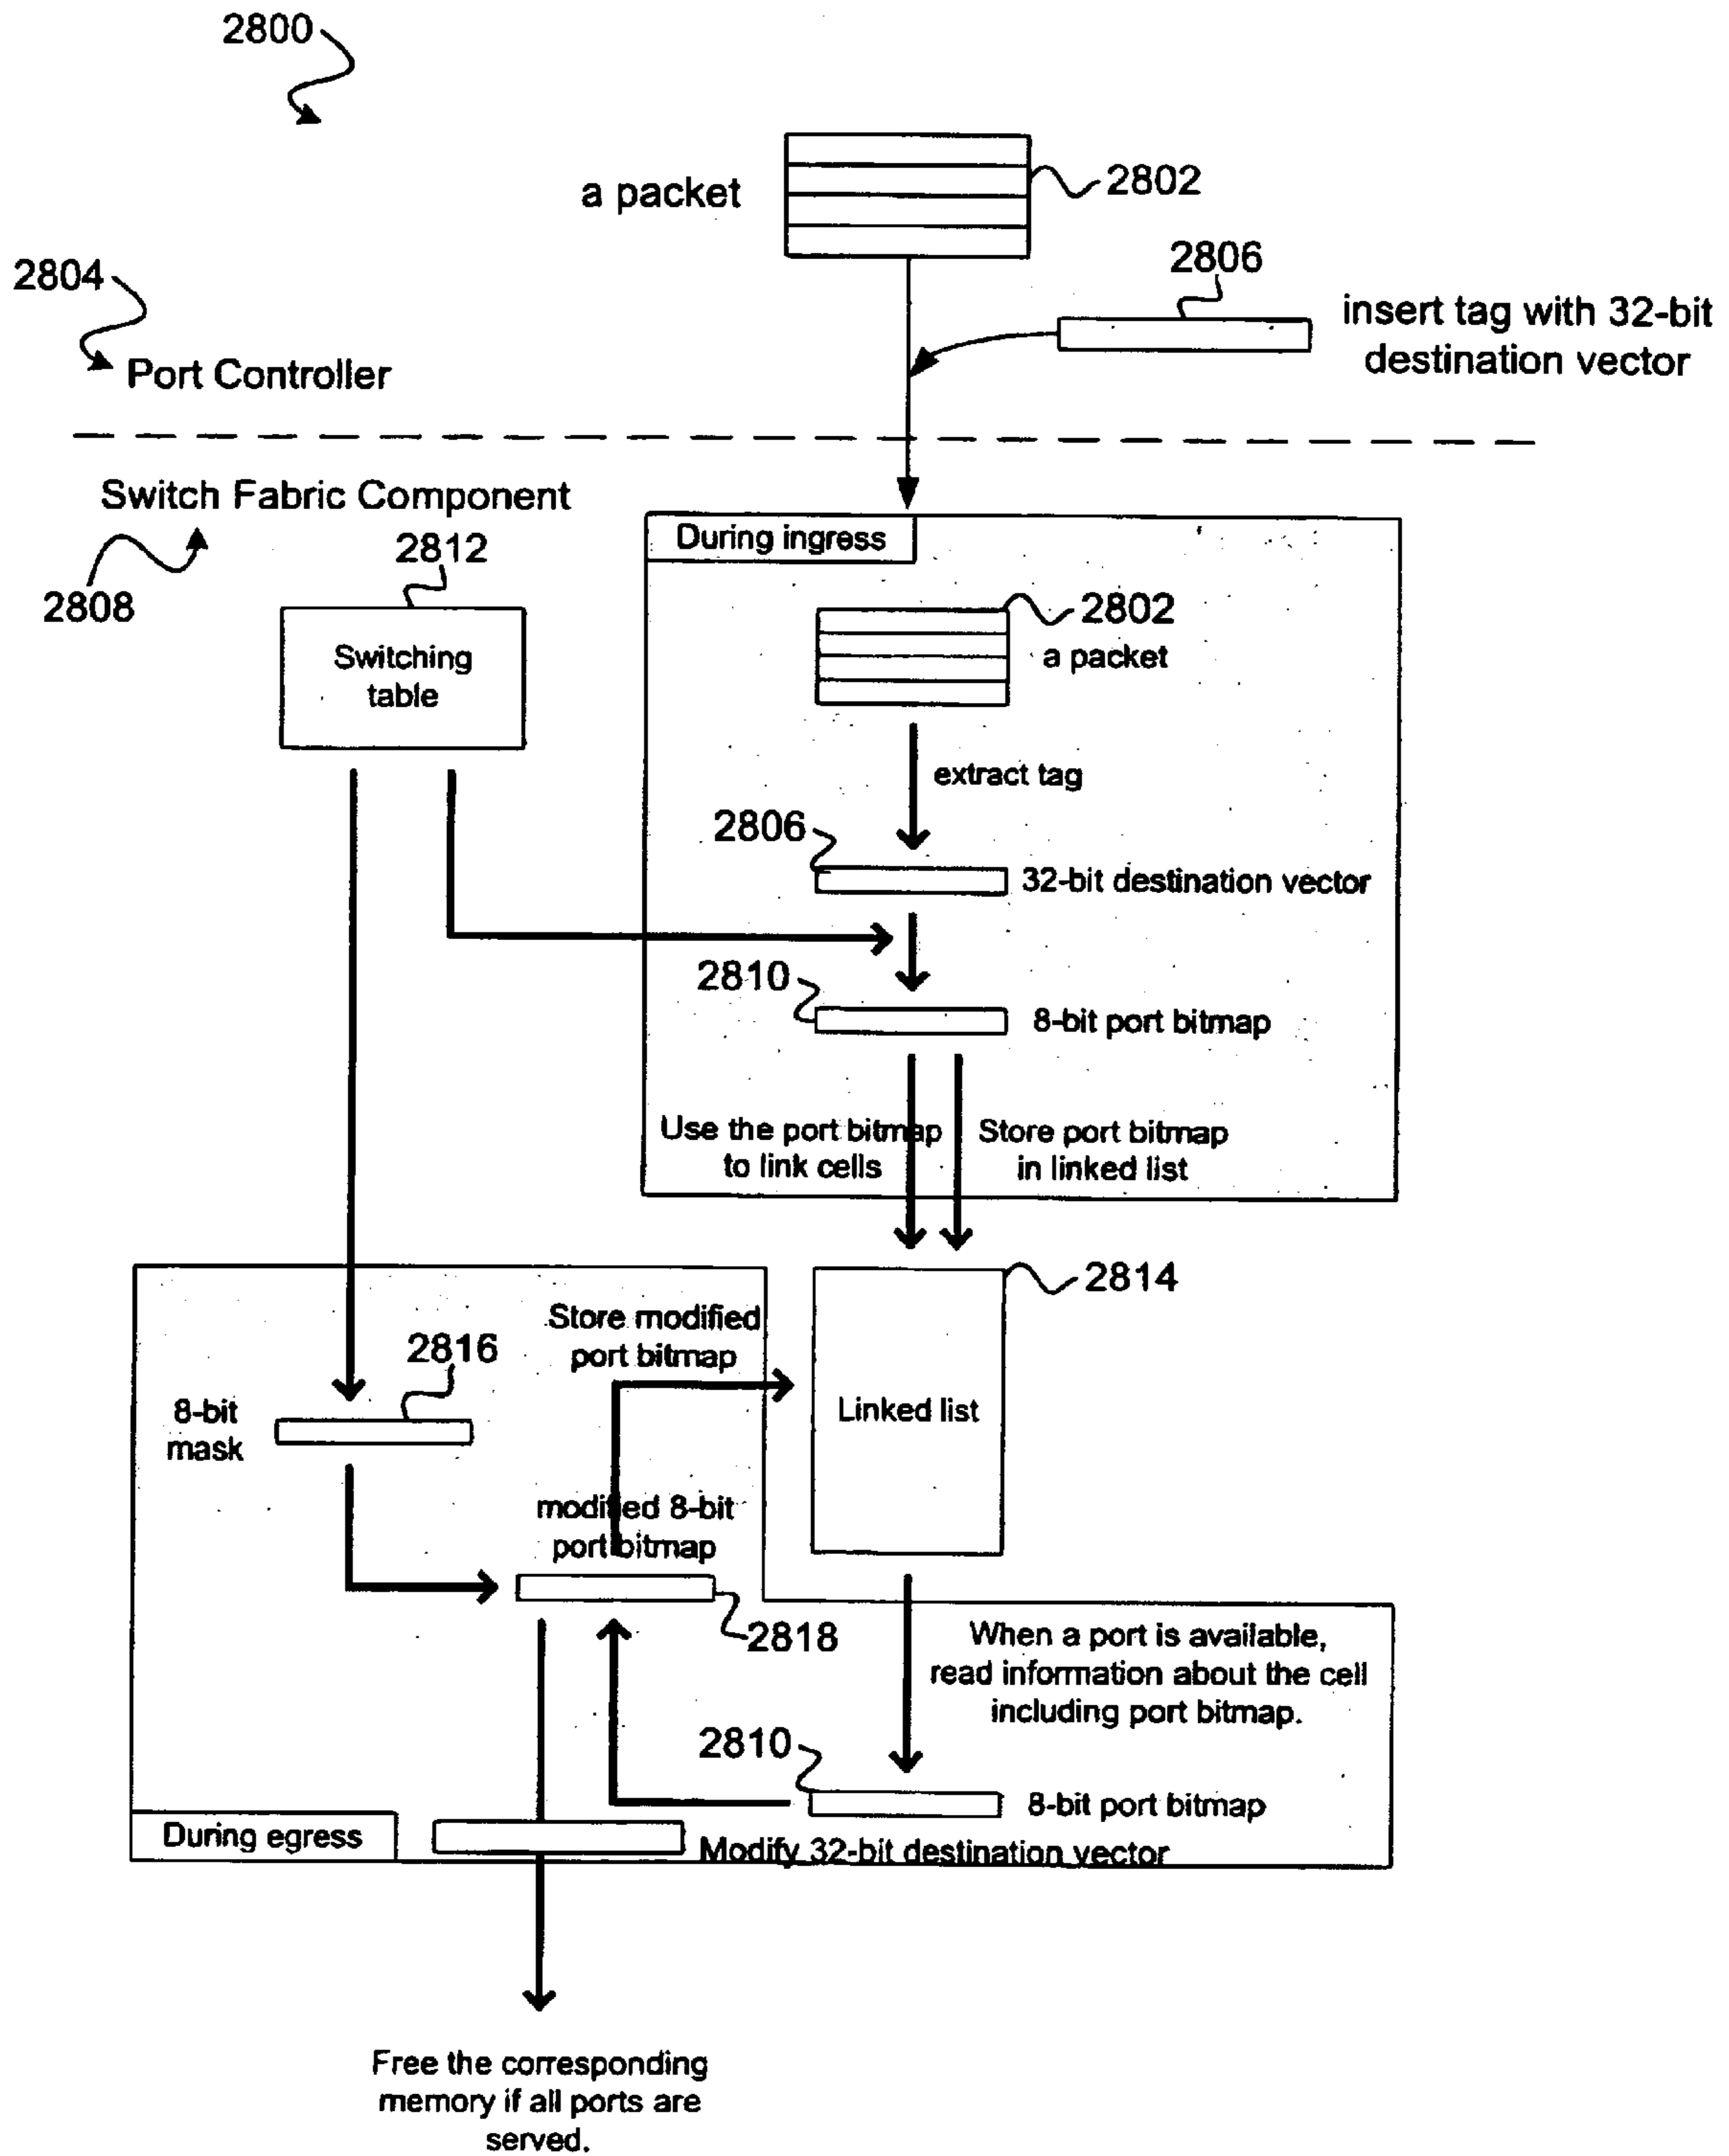 2800
a packet
2802
2804
2806
insert tag with 32-bit
destination vector
Port Controller
Switch Fabric Component
2808
2812
Switching
table
During ingress
2802
a packet
extract tag
2806
32-bit destination vector
2810
8-bit port bitmap
Use the port bitmap
to link cells
Store port bitmap
in linked list
2814
Linked list
Store modified
port bitmap
2816
8-bit
mask
modified 8-bit
port bitmap
2818
When a port is available,
read information about the cell
including port bitmap.
2810
8-bit port bitmap
During egress
Modify 32-bit destination vector
Free the corresponding
memory if all ports are
served.